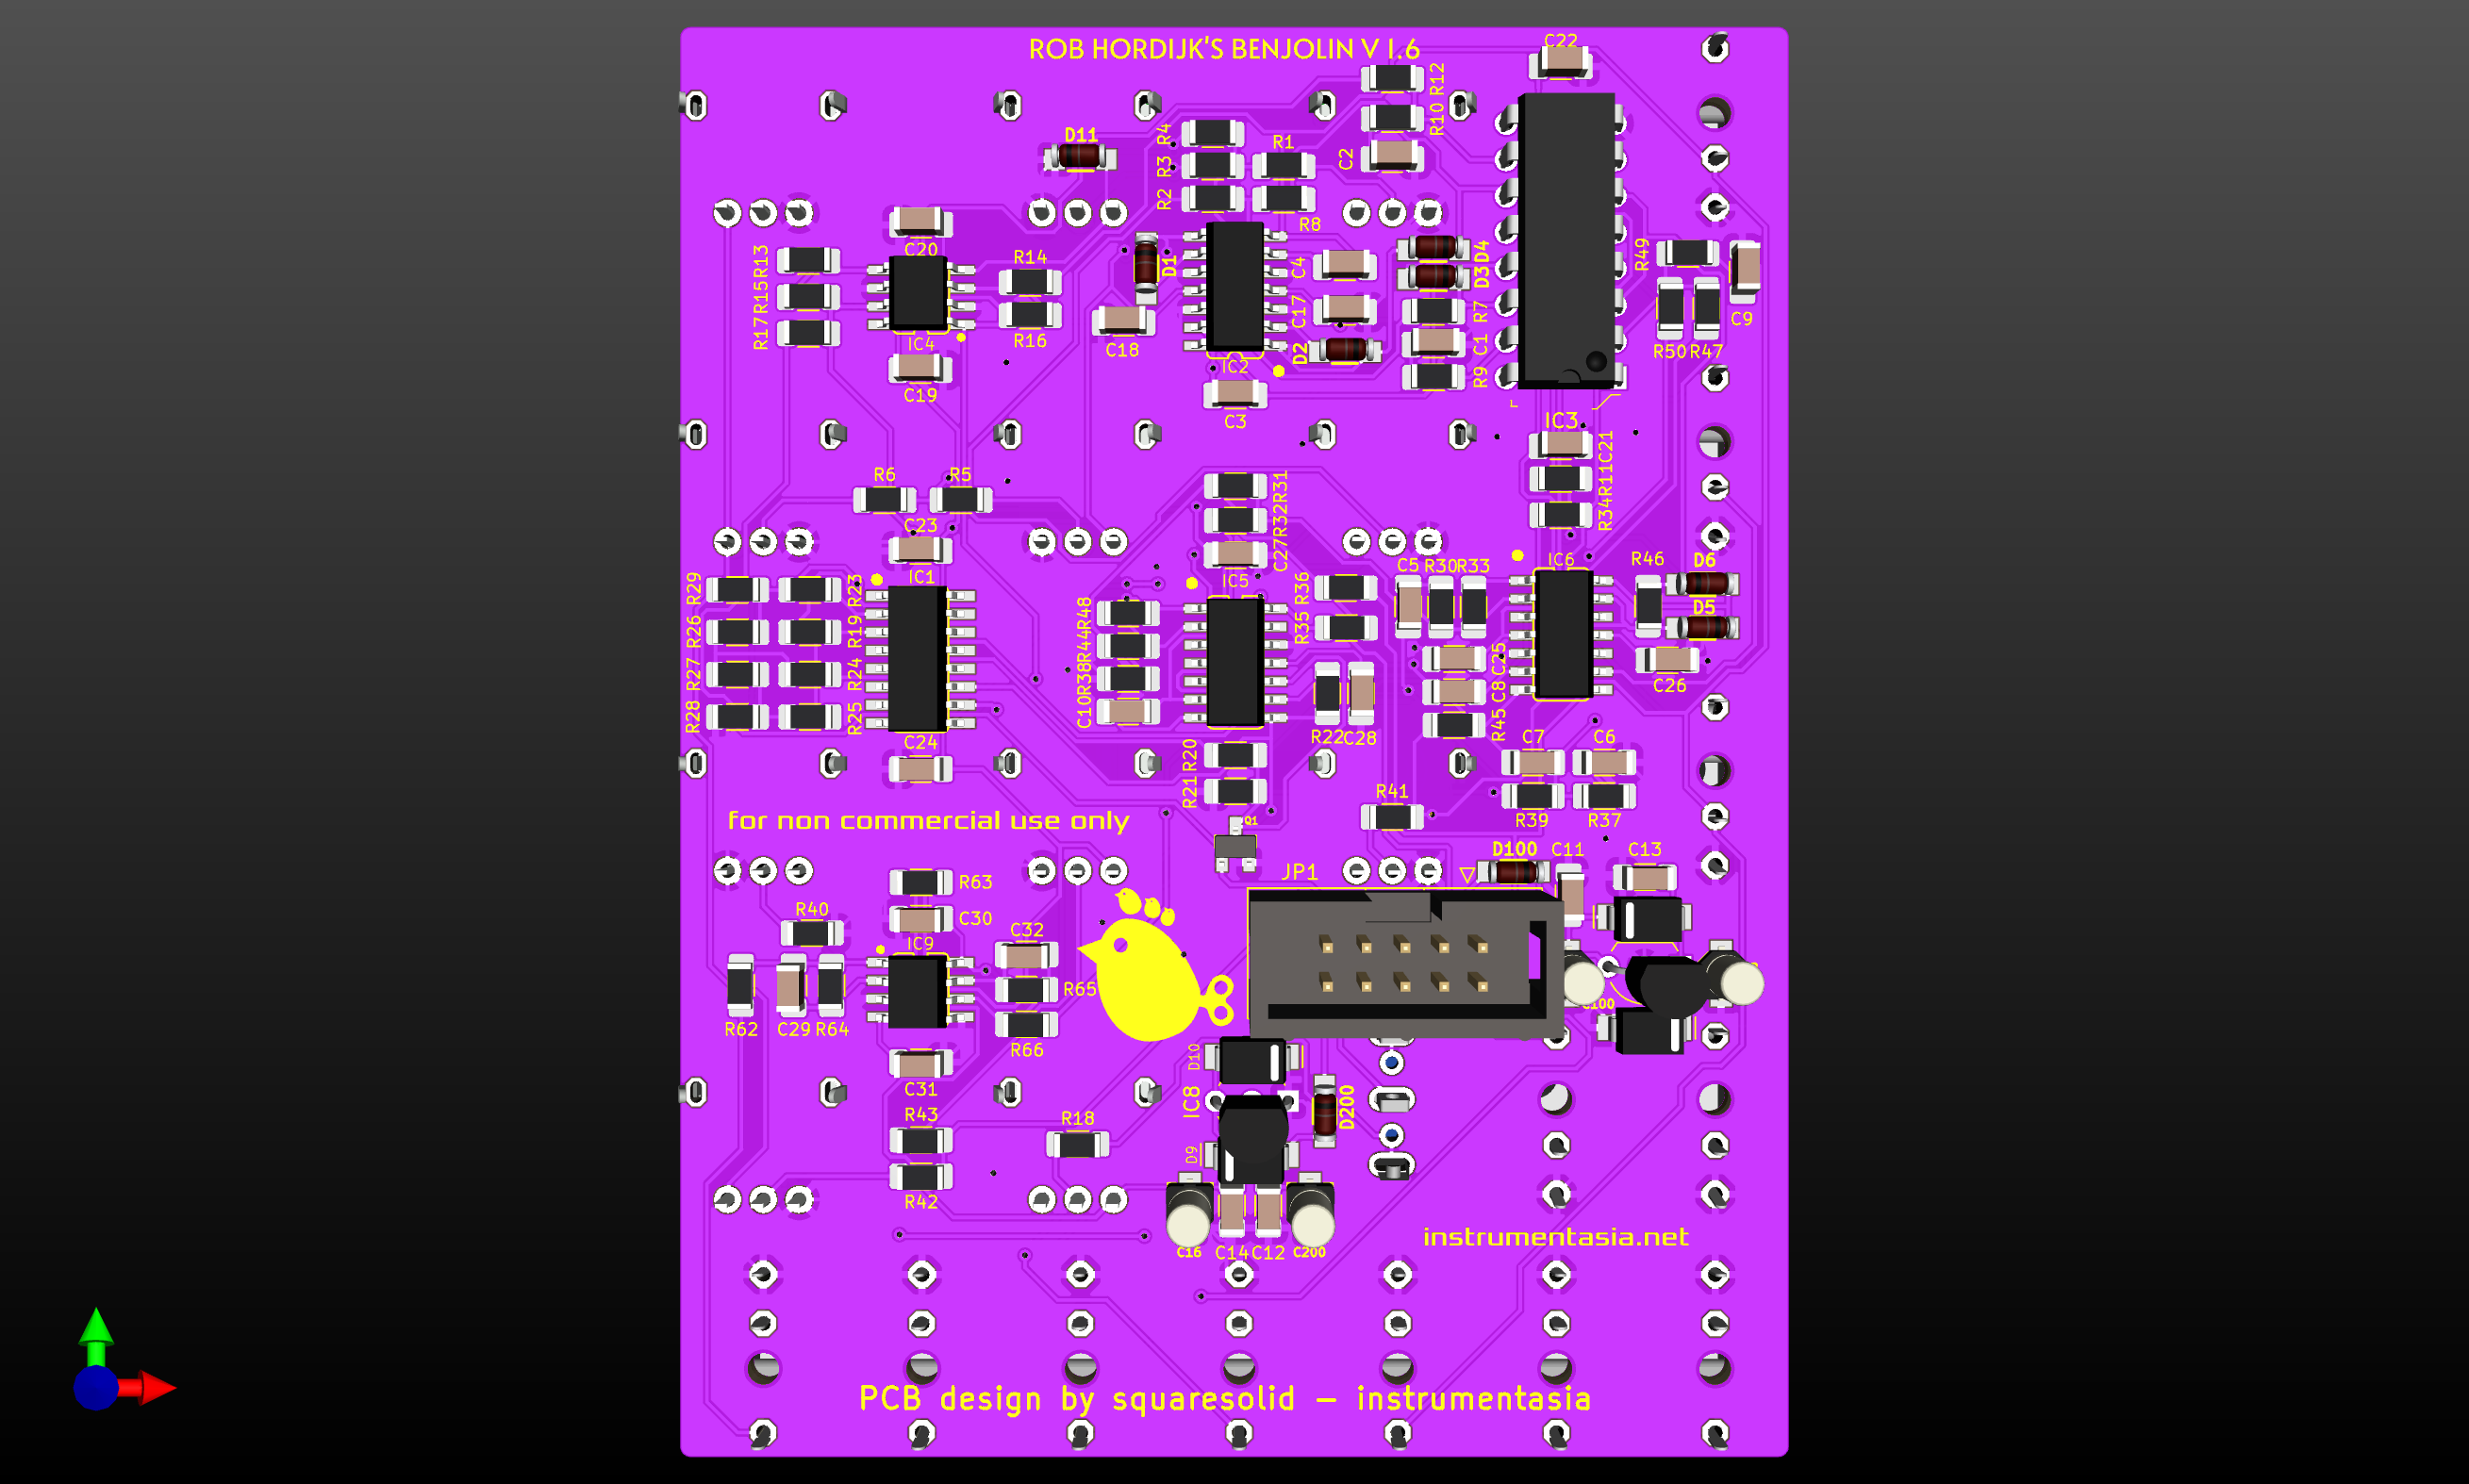 ROB HORDIJK'S BENJOLIN V 1.6
C22
R12
R10
D11
R4
R1
C2
R3
R2
R8
C20
R13
R14
D1
C4
D4
R49
D3
R15
C17
R7
C9
R17
IC4
R16
C18
D2
C1
R50
R47
IC2
R9
C19
C3
IC3
C21
R6
R5
R31
R11
R32
R34
C23
C27
IC1
IC5
C5
R30
R33
IC6
R46
D6
R29
R23
R36
D5
R48
R26
R19
R35
R44
C25
R27
R24
R38
C26
C8
R28
R25
C10
R45
C24
R22
C28
C7
C6
R20
R21
R41
for non commercial use only
Q1
R39
R37
D100
C11
C13
JP1
R63
R40
C30
C32
IC9
R65
C100
R62
C29
R64
R66
D10
C31
IC8
D200
R43
R18
D9
R42
instrumentasia.net
C16
C14
C12
C200
PCB design by squaresolid – instrumentasia